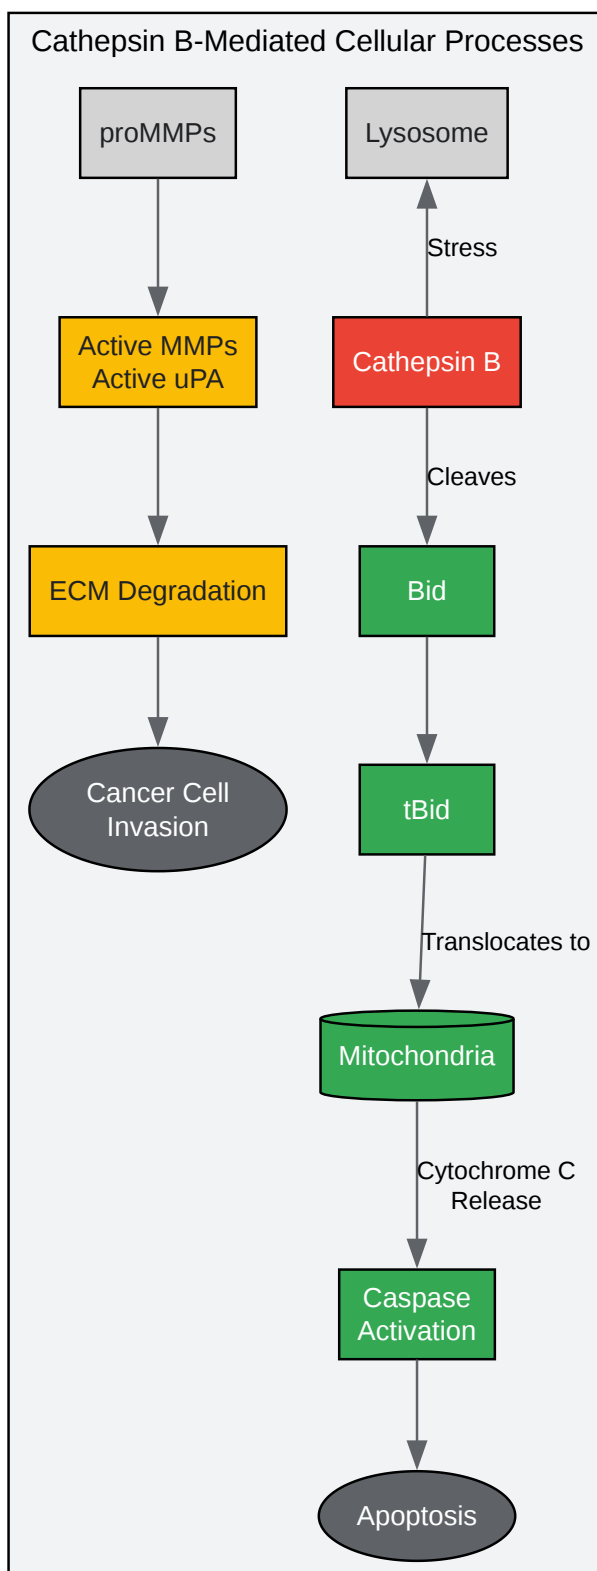 Cathepsin B-Mediated Cellular Processes
proMMPs
Lysosome
Stress
Active MMPs
Active uPA
Cathepsin B
Cleaves
ECM Degradation
Bid
Cancer Cell
Invasion
tBid
Translocates to
Mitochondria
Cytochrome C
Release
Caspase
Activation
Apoptosis